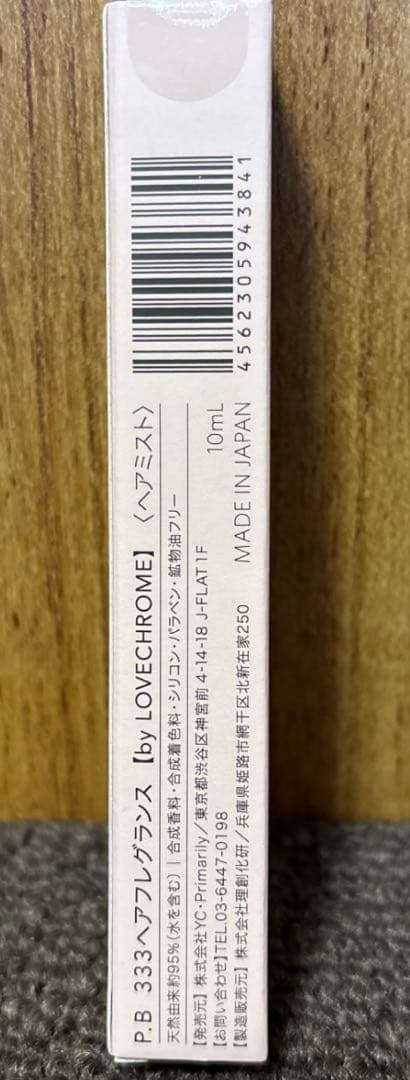 P.B 333ヘアフレグランス 【by LOVECHROME】 〈ヘアミスト〉
天然由来約95%(水を含む)｜合成香料・合成着色料・シリコン・パラベン・鉱物油フリー
【発売元】株式会社YC・Primarily／東京都渋谷区神宮前 4-14-18 J-FLAT 1F
10mL
【お問い合わせ】TEL.03-6447-0198
【製造販売元】株式会社理創化研／兵庫県姫路市網干区北新在家250
MADE IN JAPAN
4562305943841